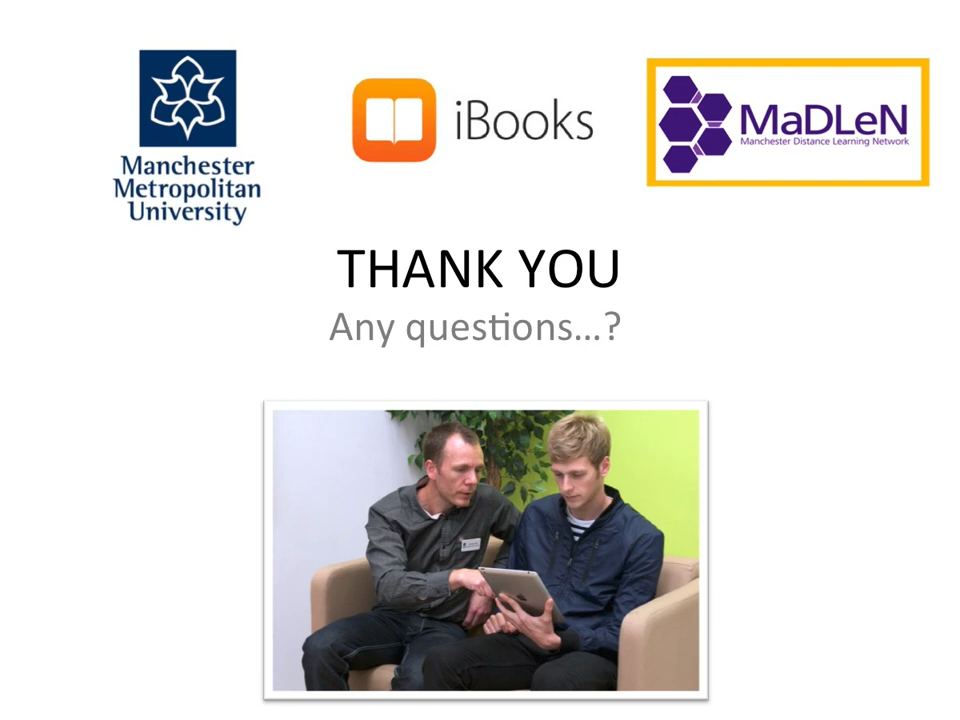 Manchester
Metropolitan
University
iBooks
MaDLeN
Manchester Distance Learning Network
THANK YOU
Any questions...?